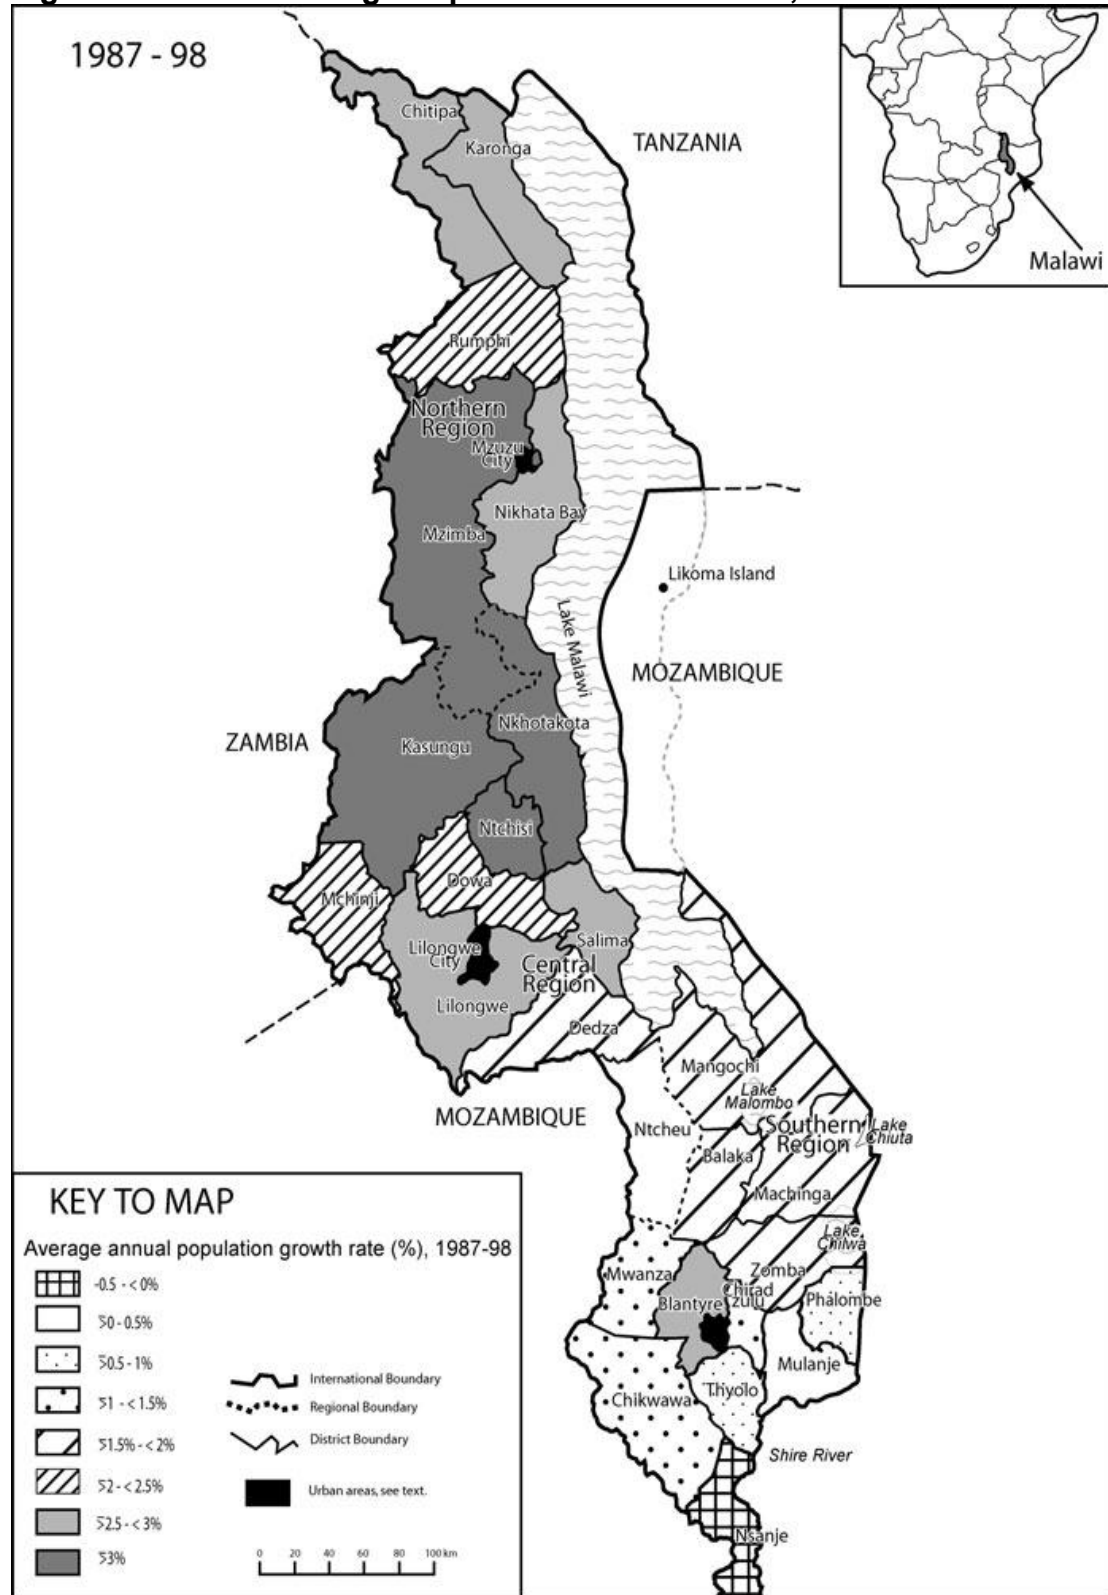 1987 - 98
Chitipa
Karonga
TANZANIA
Malawi
Rumphi
Northern
Region
Mzuzu
City
Nikhata Bay
Mzimba
Likoma Island
Lake Malawi
MOZAMBIQUE
Nkhotakota
ZAMBIA
Kasungu
Ntchisi
Dowa
Mchinji
Lilongwe
City
Salima
Central
Region
Lilongwe
Dedza
Mangochi
Lake
Malombo
MOZAMBIQUE
Ntcheu
Southern
Region
Lake
Chiuta
Balaka
Machinga
Lake
Chilwa
Zomba
Mwanza
Chirad
zulu
Blantyre
Phalombe
Mulanje
Thyolo
Chikwawa
Shire River
Nsanje
KEY TO MAP
Average annual population growth rate (%), 1987-98
-0.5 - < 0%
>0 - 0.5%
>0.5 - 1%
>1 - < 1.5%
>1.5% - < 2%
>2 - < 2.5%
>2.5 - < 3%
>3%
International Boundary
Regional Boundary
District Boundary
Urban areas, see text.
0 20 40 60 80 100 km